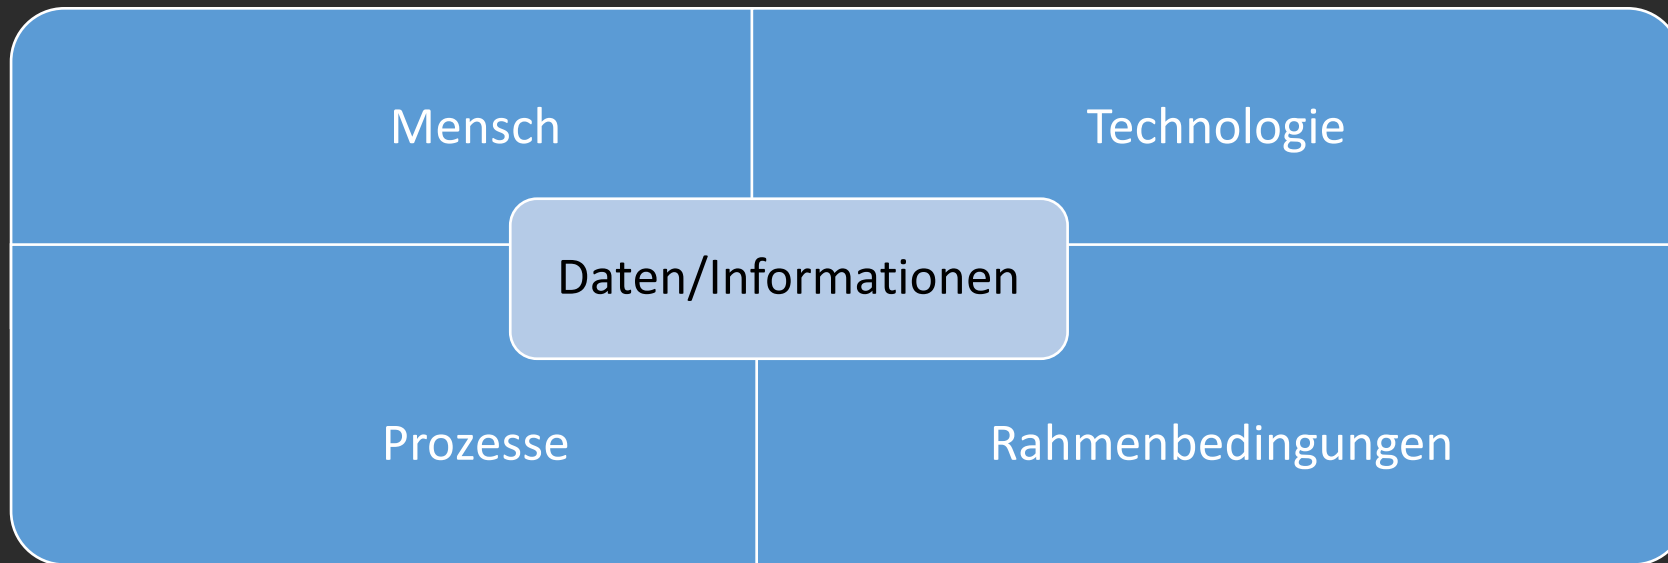 Mensch
Technologie
Daten/Informationen
Prozesse
Rahmenbedingungen